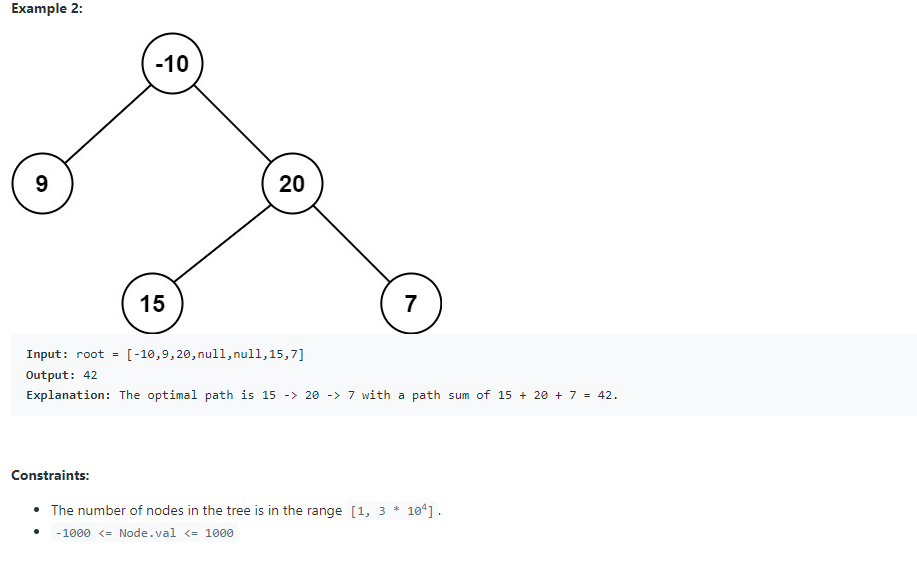 Example 2:
-10
9
20
15
7
Input: root = [-10,9,20,null,null,15,7]
Output: 42
Explanation: The optimal path is 15 -> 20 -> 7 with a path sum of 15 + 20 + 7 = 42.
Constraints:
• The number of nodes in the tree is in the range [1, 3 * 10⁴].
• -1000 <= Node.val <= 1000